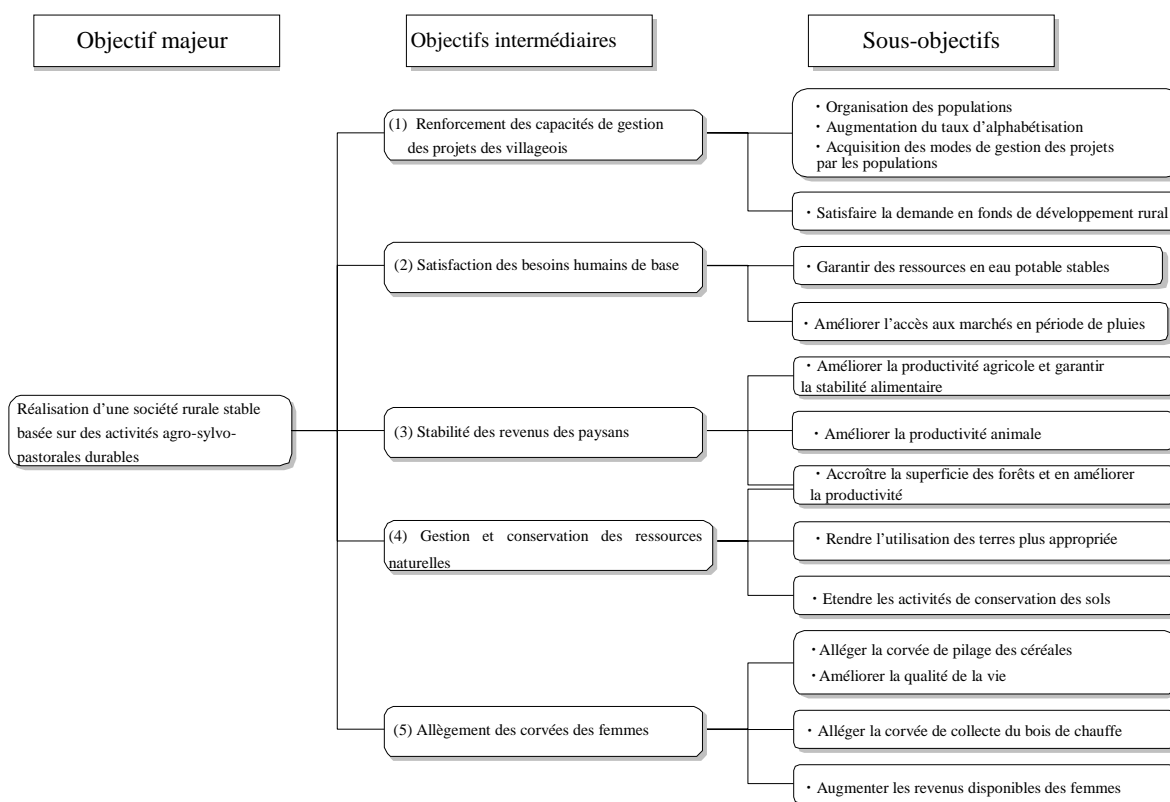 Objectif majeur
Objectifs intermédiaires
Sous-objectifs
Réalisation d’une société rurale stable
basée sur des activités agro-sylvo-
pastorales durables
(1) Renforcement des capacités de gestion
des projets des villageois
・Organisation des populations
・Augmentation du taux d’alphabétisation
・Acquisition des modes de gestion des projets
par les populations
・Satisfaire la demande en fonds de développement rural
(2) Satisfaction des besoins humains de base
・Garantir des ressources en eau potable stables
・Améliorer l’accès aux marchés en période de pluies
(3) Stabilité des revenus des paysans
・Améliorer la productivité agricole et garantir
la stabilité alimentaire
・Améliorer la productivité animale
・Accroître la superficie des forêts et en améliorer
la productivité
(4) Gestion et conservation des ressources
naturelles
・Rendre l’utilisation des terres plus appropriée
・Etendre les activités de conservation des sols
(5) Allègement des corvées des femmes
・Alléger la corvée de pilage des céréales
・Améliorer la qualité de la vie
・Alléger la corvée de collecte du bois de chauffe
・Augmenter les revenus disponibles des femmes